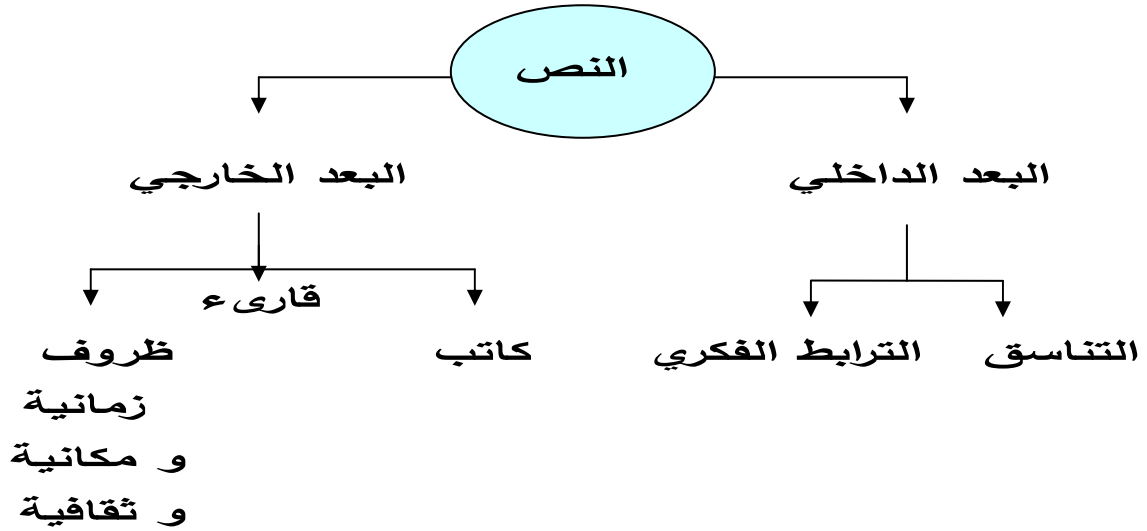 النص
البعد الداخلي
البعد الخارجي
التناسق
الترابط الفكري
كاتب
قارىء
ظروف
زمانية
و مكانية
و ثقافية